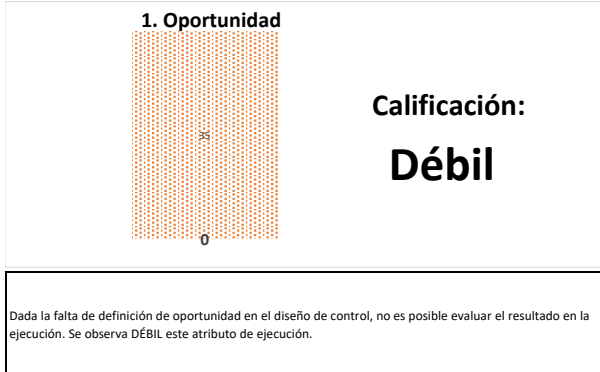 1. Oportunidad
35
0
Calificación:
Débil
Dada la falta de definición de oportunidad en el diseño de control, no es posible evaluar el resultado en la
ejecución. Se observa DÉBIL este atributo de ejecución.